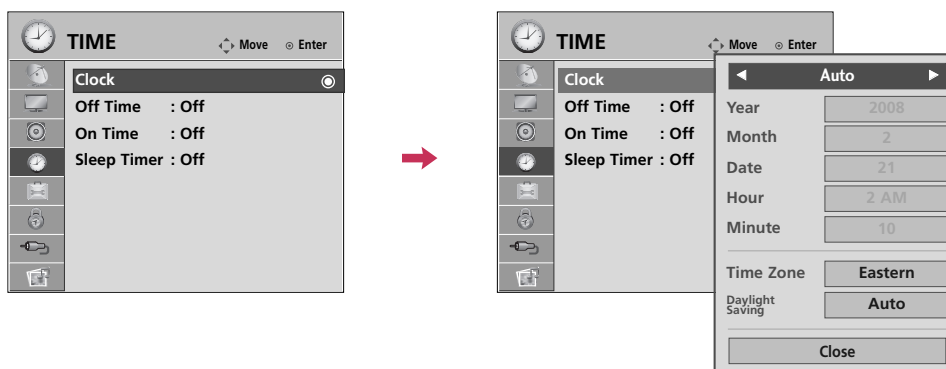 TIME
Move Enter
Clock
Off Time : Off
On Time : Off
Sleep Timer : Off
TIME
Move Enter
Clock
Off Time : Off
On Time : Off
Sleep Timer : Off
Auto
Year 2008
Month 2
Date 21
Hour 2 AM
Minute 10
Time Zone Eastern
Daylight
Saving Auto
Close